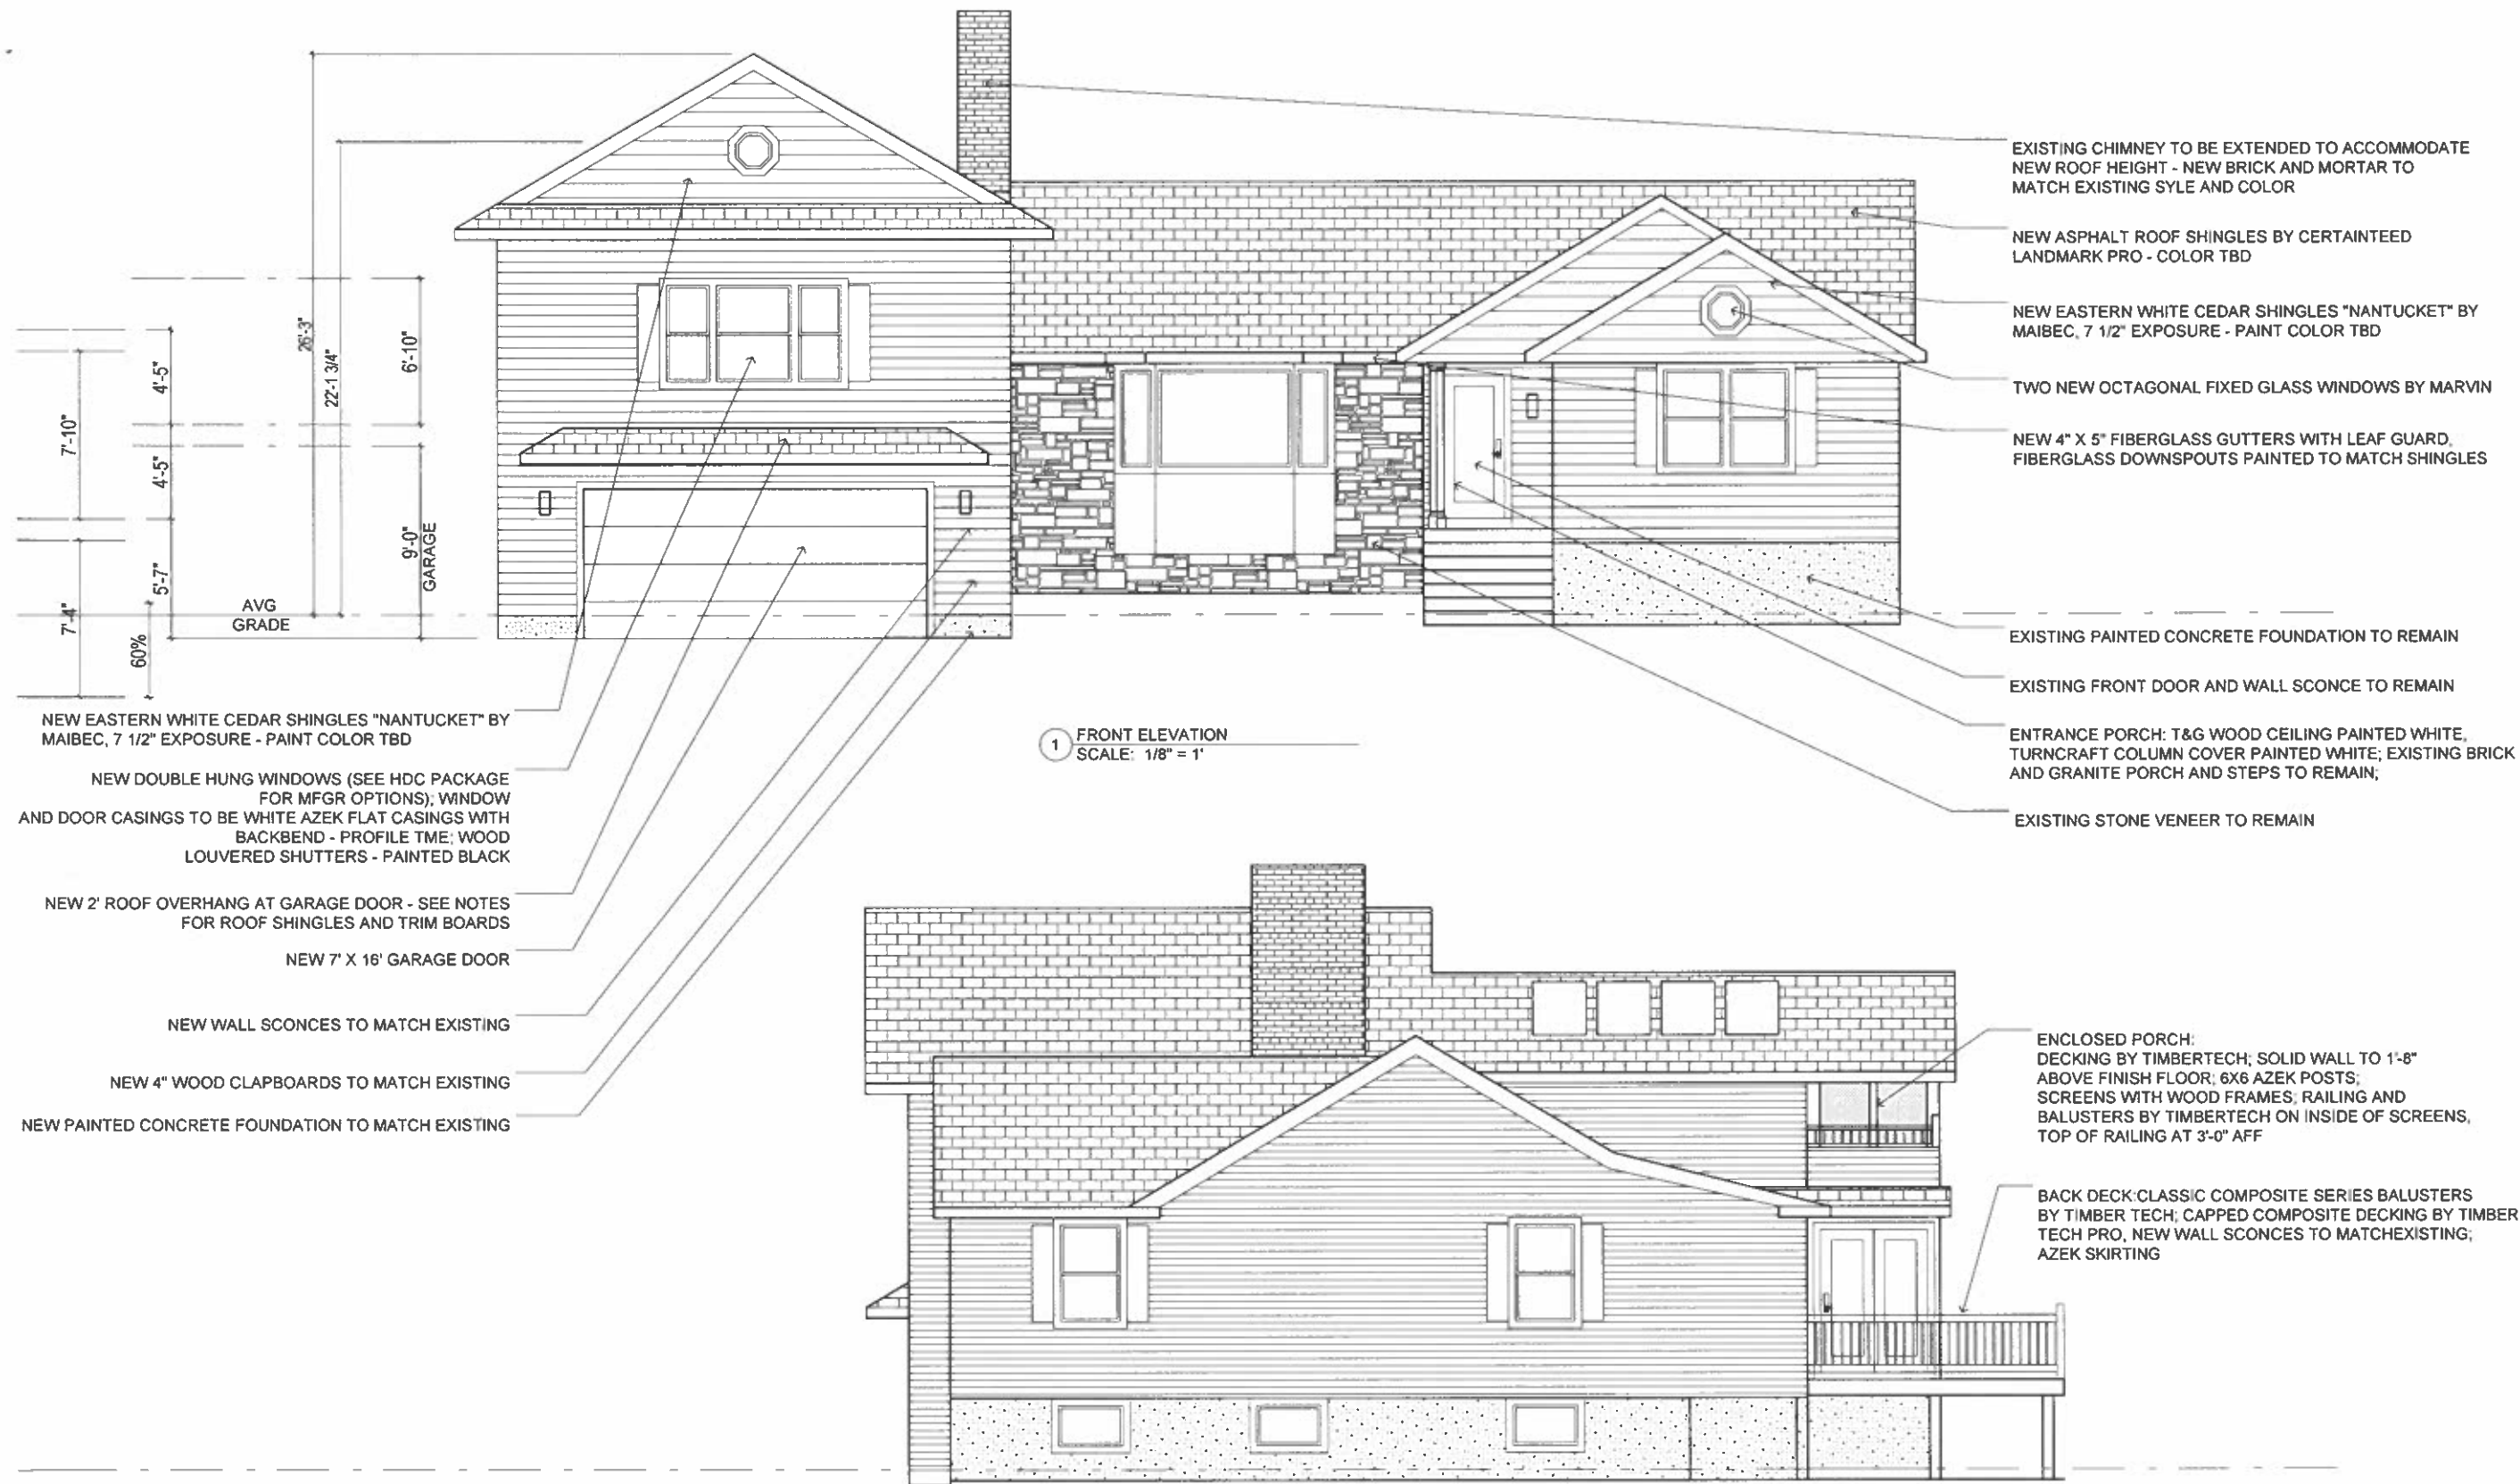 26'-3"
22'-1 3/4"
6'-10"
4'-5"
7'-10"
4'-5"
9'-0"
GARAGE
5'-7"
7'-4"
60%
AVG
GRADE
EXISTING CHIMNEY TO BE EXTENDED TO ACCOMMODATE
NEW ROOF HEIGHT - NEW BRICK AND MORTAR TO
MATCH EXISTING SYLE AND COLOR
NEW ASPHALT ROOF SHINGLES BY CERTAINTEED
LANDMARK PRO - COLOR TBD
NEW EASTERN WHITE CEDAR SHINGLES "NANTUCKET" BY
MAIBEC, 7 1/2" EXPOSURE - PAINT COLOR TBD
TWO NEW OCTAGONAL FIXED GLASS WINDOWS BY MARVIN
NEW 4" X 5" FIBERGLASS GUTTERS WITH LEAF GUARD,
FIBERGLASS DOWNSPOUTS PAINTED TO MATCH SHINGLES
EXISTING PAINTED CONCRETE FOUNDATION TO REMAIN
EXISTING FRONT DOOR AND WALL SCONCE TO REMAIN
ENTRANCE PORCH: T&G WOOD CEILING PAINTED WHITE,
TURNCRAFT COLUMN COVER PAINTED WHITE; EXISTING BRICK
AND GRANITE PORCH AND STEPS TO REMAIN;
EXISTING STONE VENEER TO REMAIN
NEW EASTERN WHITE CEDAR SHINGLES "NANTUCKET" BY
MAIBEC, 7 1/2" EXPOSURE - PAINT COLOR TBD
NEW DOUBLE HUNG WINDOWS (SEE HDC PACKAGE
FOR MFGR OPTIONS); WINDOW
AND DOOR CASINGS TO BE WHITE AZEK FLAT CASINGS WITH
BACKBEND - PROFILE TME; WOOD
LOUVERED SHUTTERS - PAINTED BLACK
NEW 2' ROOF OVERHANG AT GARAGE DOOR - SEE NOTES
FOR ROOF SHINGLES AND TRIM BOARDS
NEW 7' X 16' GARAGE DOOR
NEW WALL SCONCES TO MATCH EXISTING
NEW 4" WOOD CLAPBOARDS TO MATCH EXISTING
NEW PAINTED CONCRETE FOUNDATION TO MATCH EXISTING
1 FRONT ELEVATION
SCALE: 1/8" = 1'
ENCLOSED PORCH:
DECKING BY TIMBERTECH; SOLID WALL TO 1'-8"
ABOVE FINISH FLOOR; 6X6 AZEK POSTS;
SCREENS WITH WOOD FRAMES; RAILING AND
BALUSTERS BY TIMBERTECH ON INSIDE OF SCREENS,
TOP OF RAILING AT 3'-0" AFF
BACK DECK:CLASSIC COMPOSITE SERIES BALUSTERS
BY TIMBER TECH; CAPPED COMPOSITE DECKING BY TIMBER
TECH PRO, NEW WALL SCONCES TO MATCHEXISTING;
AZEK SKIRTING